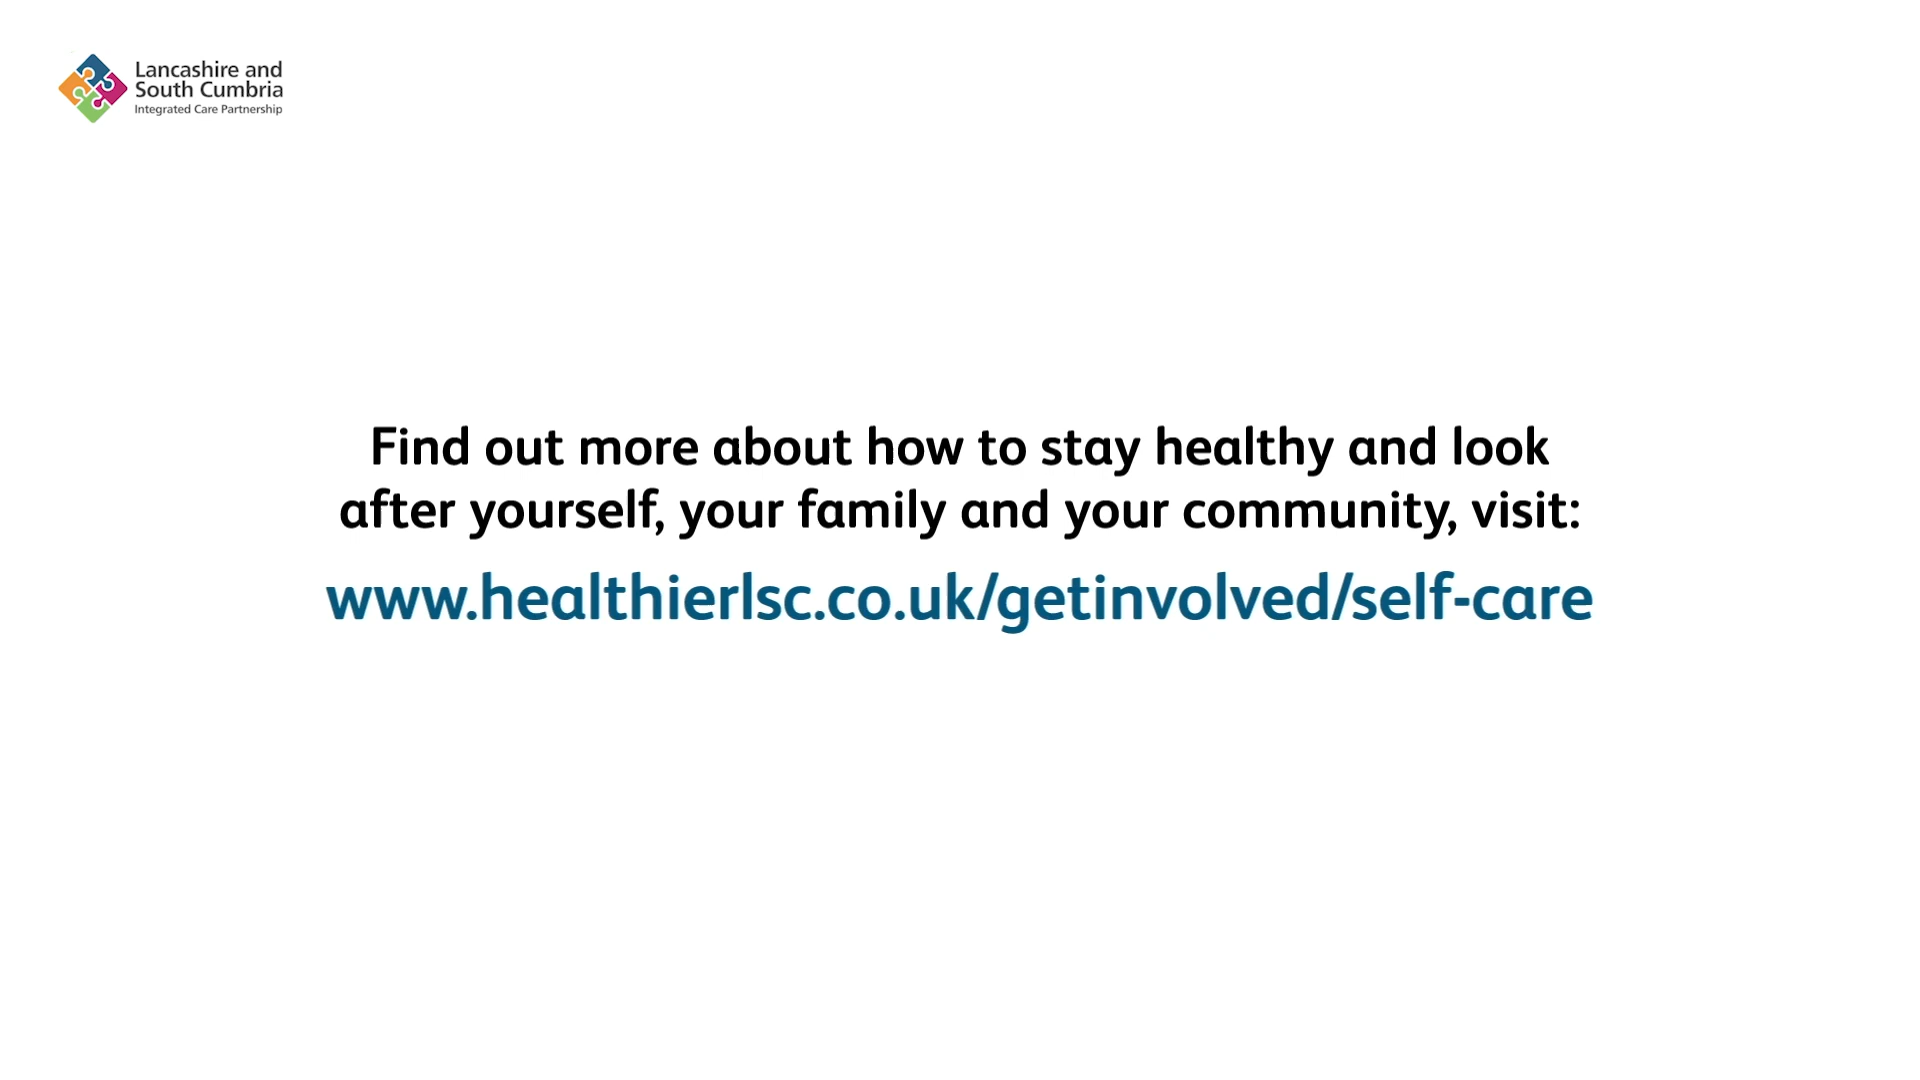 Lancashire and
South Cumbria
Integrated Care Partnership
Find out more about how to stay healthy and look
after yourself, your family and your community, visit:
www.healthierlsc.co.uk/getinvolved/self-care